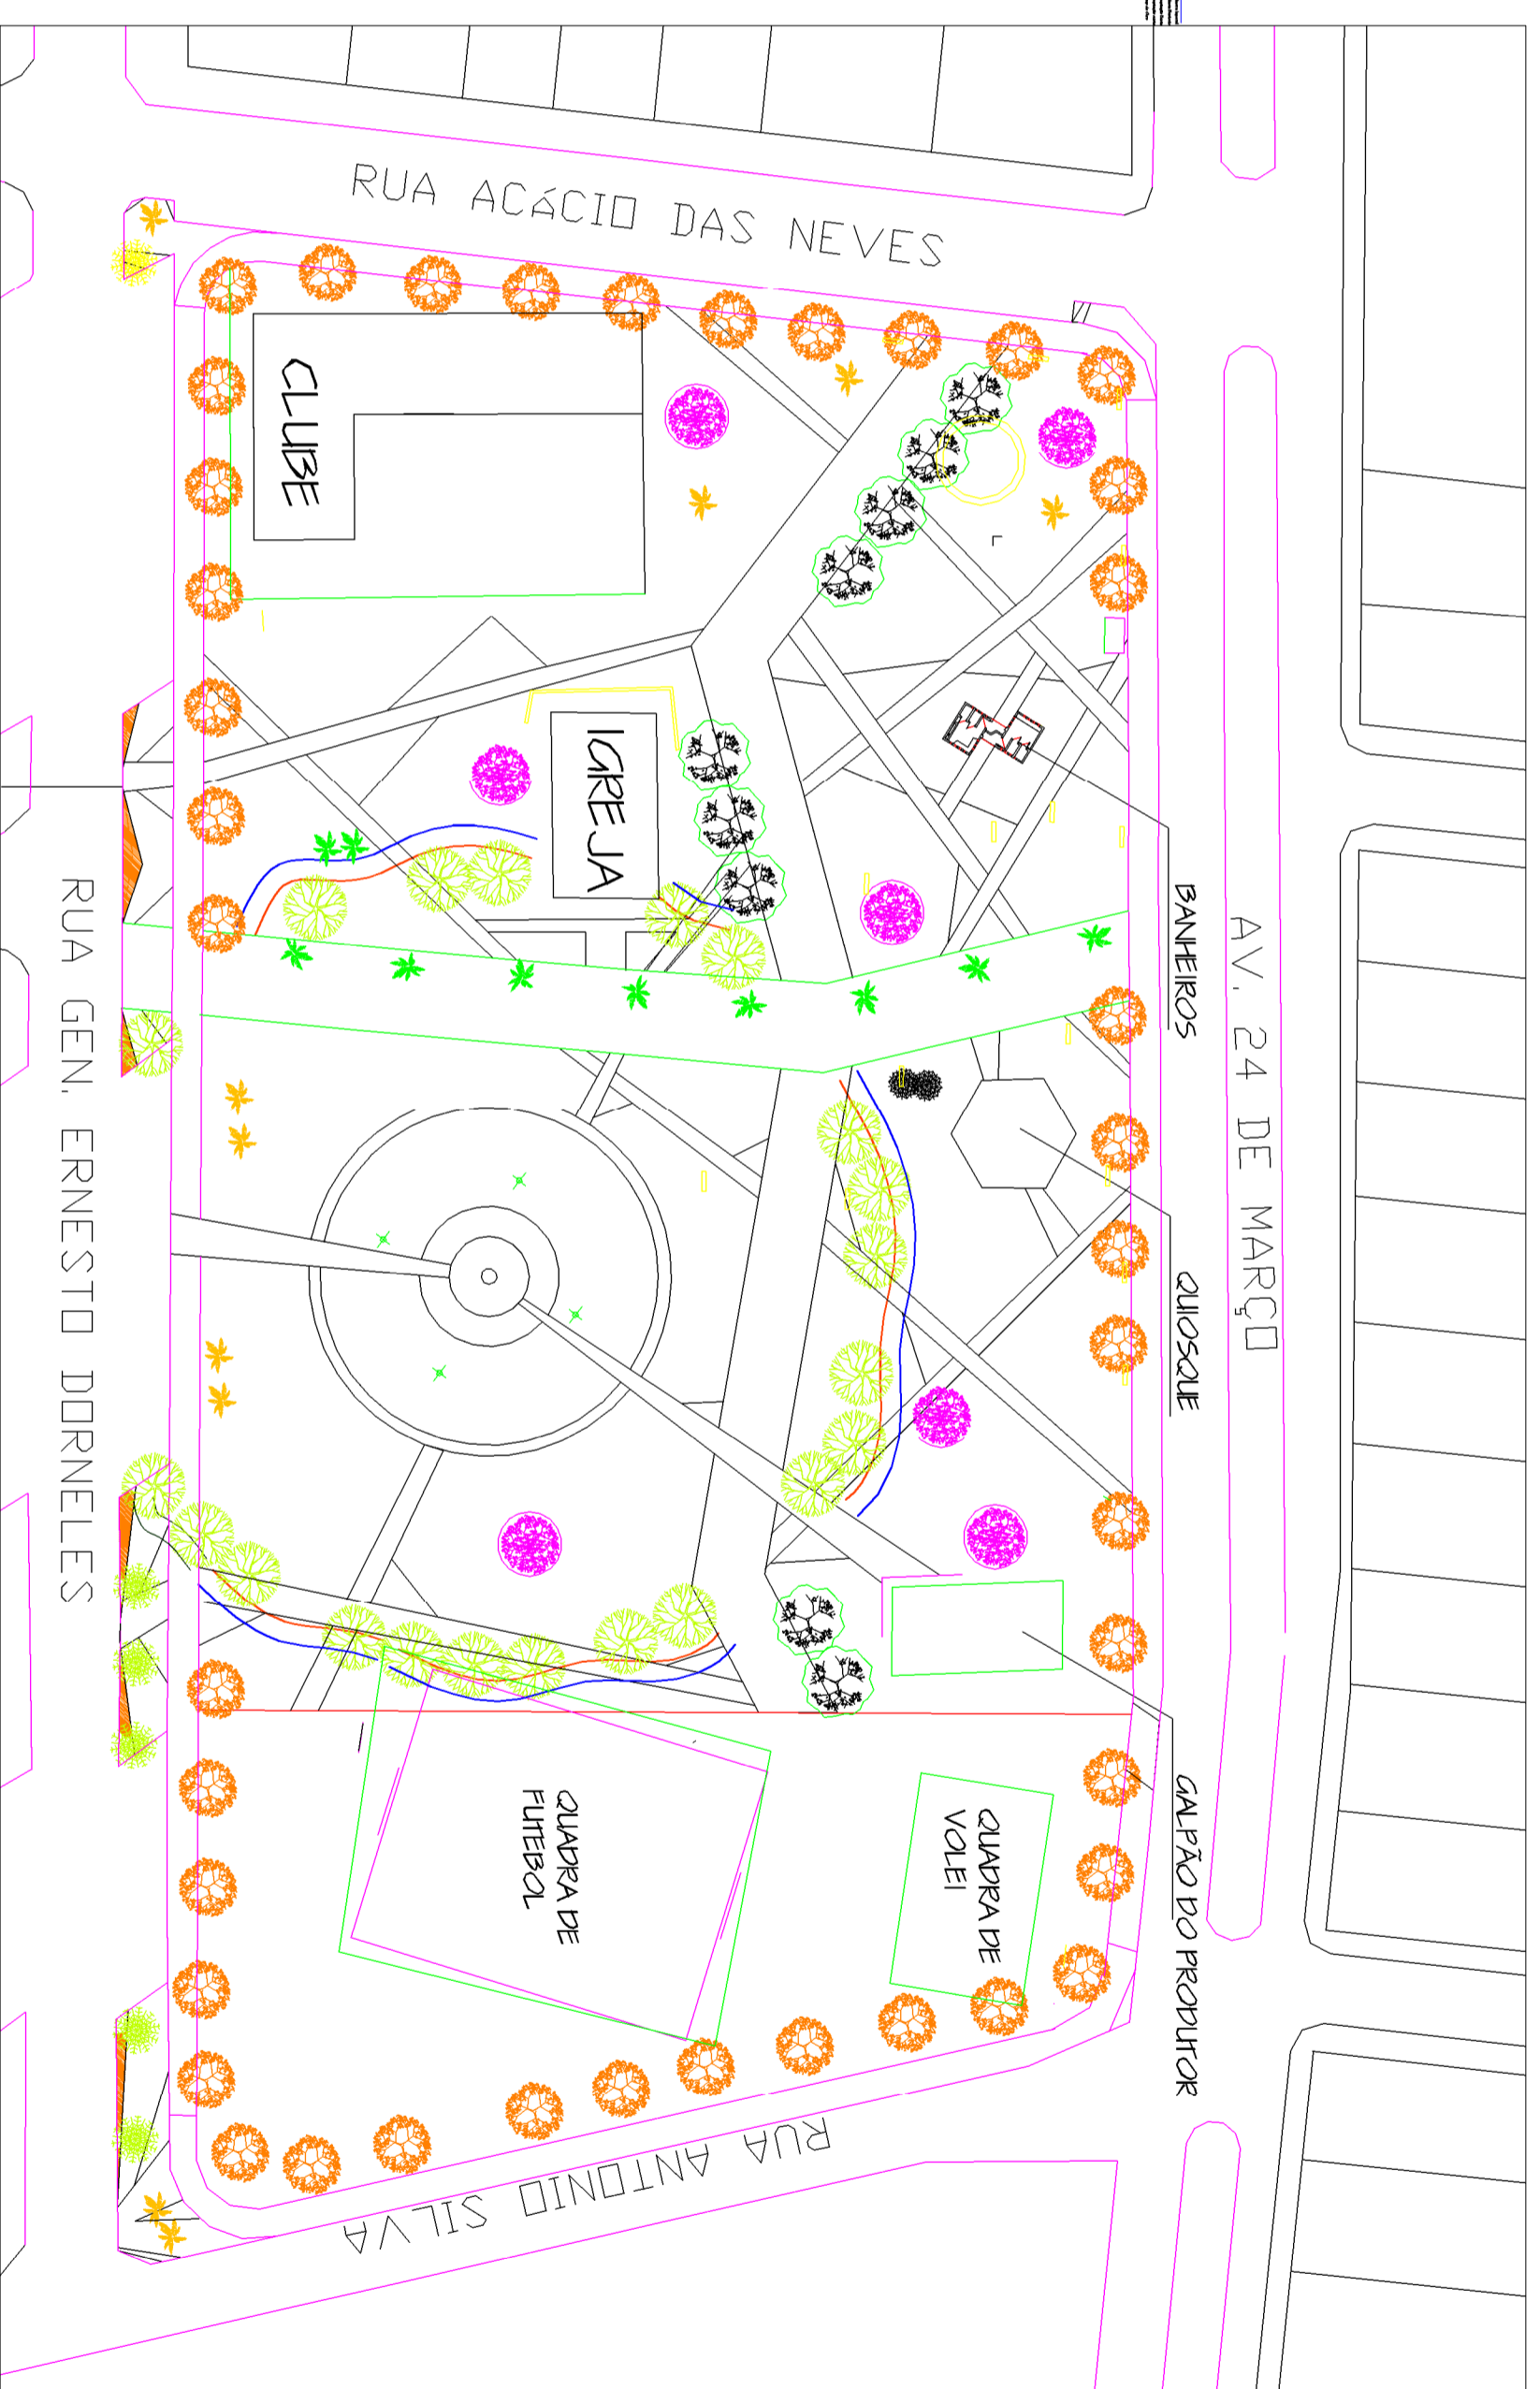 RUA ACáCIO DAS NEVES
CLUBE
IGREJA
BANHEIROS
AV. 24 DE MARÇO
QUIOSQUE
RUA GEN. ERNESTO DORNELES
GALPÃO DO PRODUTOR
QUADRA DE
VOLEI
QUADRA DE
FUTEBOL
RUA ANTONIO SILVA